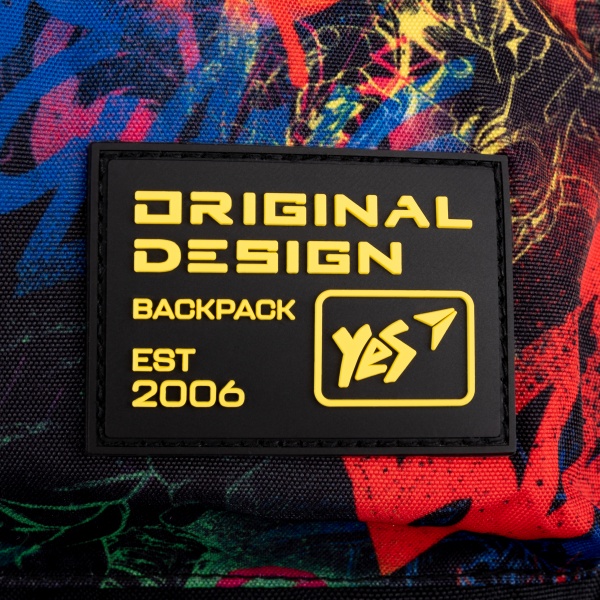 ORIGINAL
DESIGN
BACKPACK
YES
EST
2006